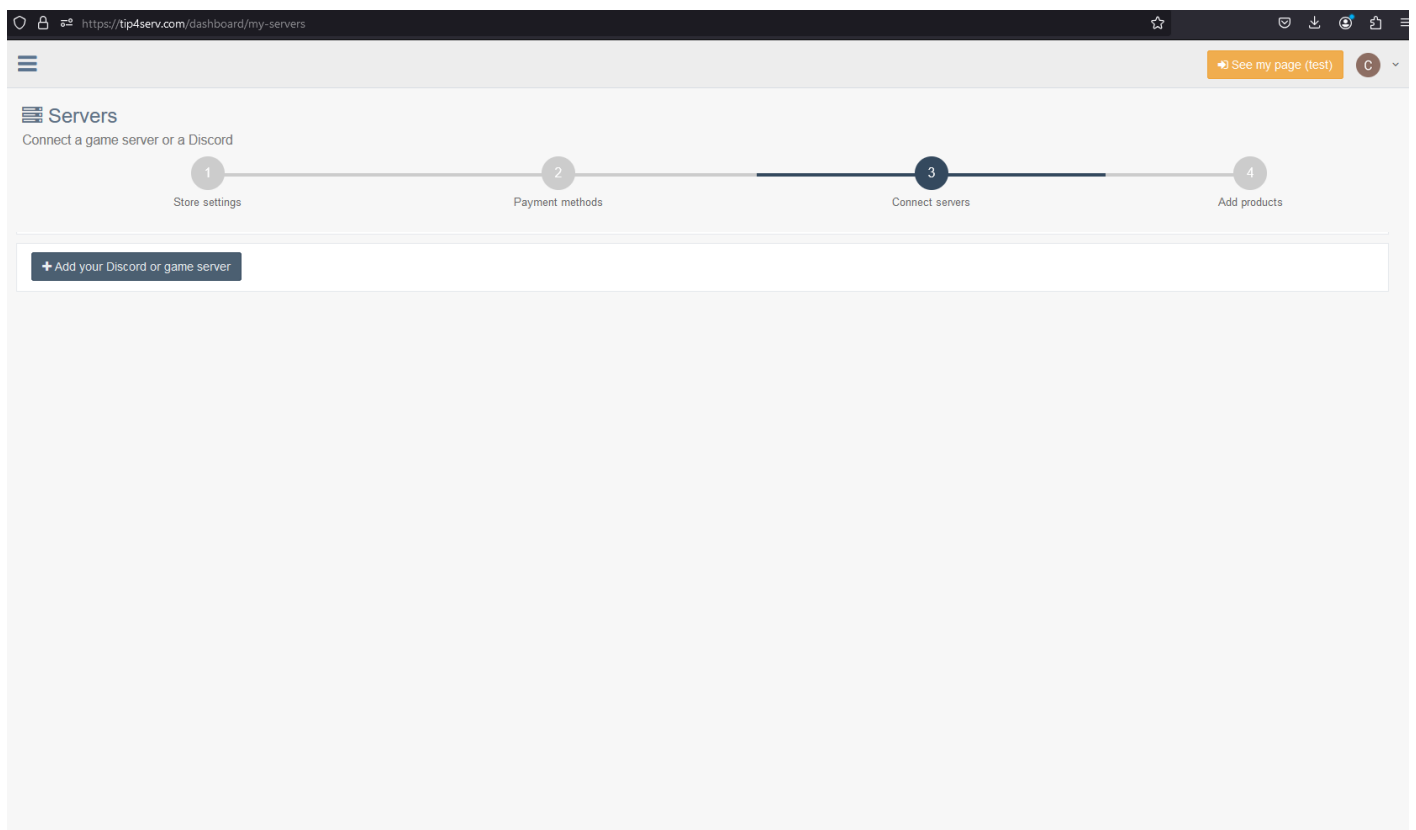 https://tip4serv.com/dashboard/my-servers
See my page (test)
C
Servers
Connect a game server or a Discord
1
2
3
4
Store settings
Payment methods
Connect servers
Add products
+ Add your Discord or game server